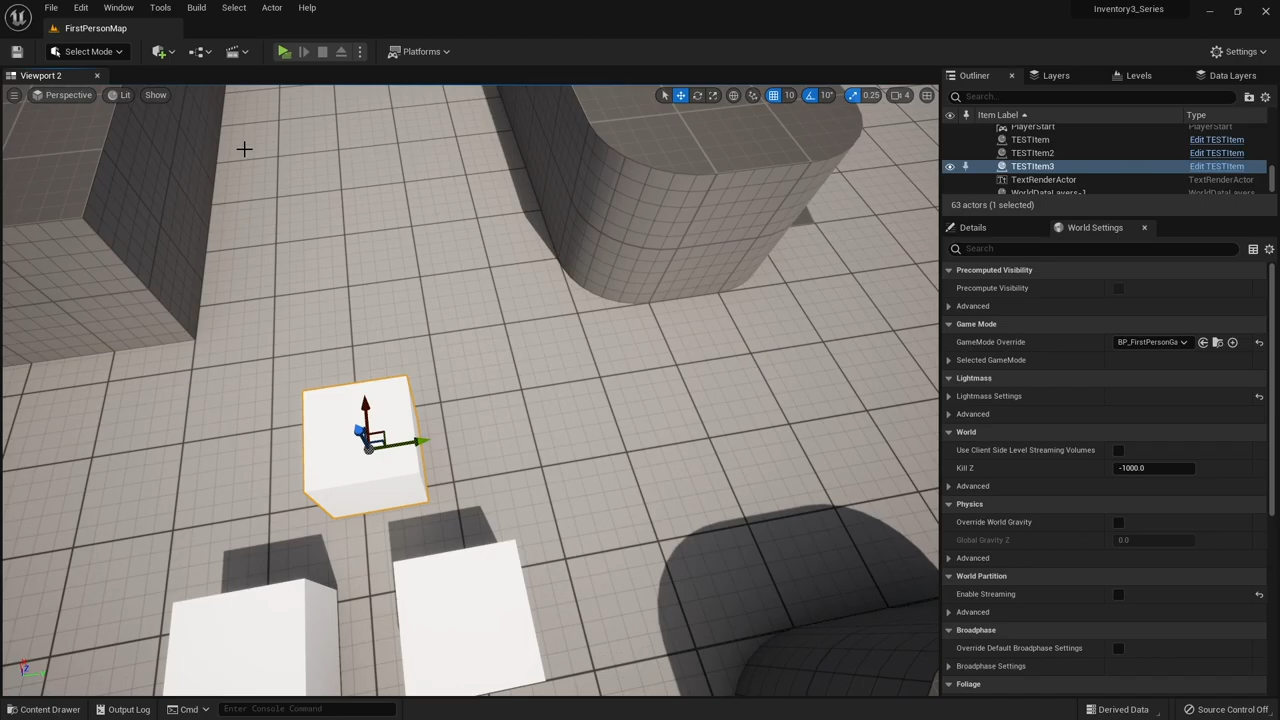 File Edit Window Tools Build Select Actor Help
Inventory3_Series
FirstPersonMap
Select Mode
Platforms
Settings
Viewport 2
Perspective Lit Show
10 10° 0.25 4
Outliner Layers Levels Data Layers
Search...
Item Label Type
PlayerStart PlayerStart
TESTItem Edit TESTItem
TESTItem2 Edit TESTItem
TESTItem3 Edit TESTItem
TextRenderActor TextRenderActor
WorldDataLayers-1 WorldDataLayers
63 actors (1 selected)
Details World Settings
Search
Precomputed Visibility
Precompute Visibility
Advanced
Game Mode
GameMode Override BP_FirstPersonGa
Selected GameMode
Lightmass
Lightmass Settings
Advanced
World
Use Client Side Level Streaming Volumes
Kill Z -1000.0
Advanced
Physics
Override World Gravity
Global Gravity Z 0.0
Advanced
World Partition
Enable Streaming
Advanced
Broadphase
Override Default Broadphase Settings
Broadphase Settings
Foliage
Z
Content Drawer Output Log Cmd Enter Console Command Derived Data Source Control Off